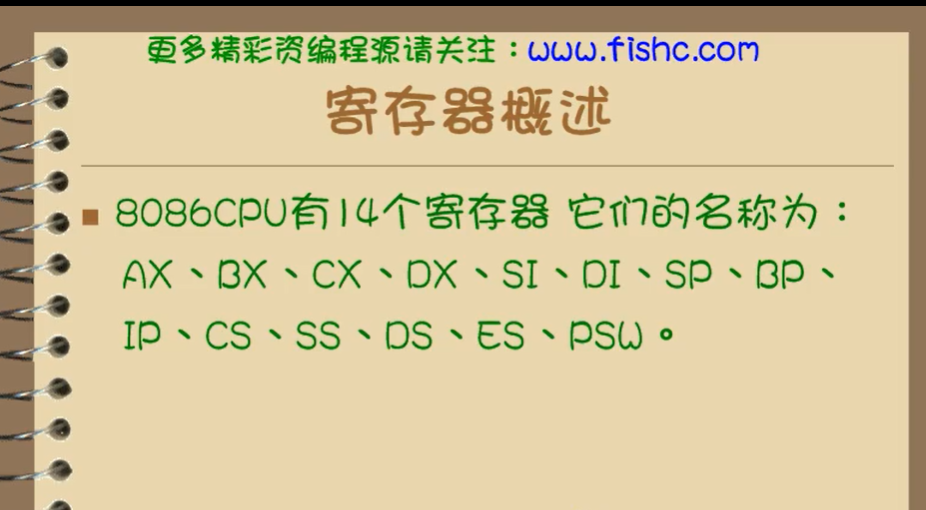 更多精彩资编程源请关注：www.fishc.com
寄存器概述
8086CPU有14个寄存器 它们的名称为：
AX、BX、CX、DX、SI、DI、SP、BP、
IP、CS、SS、DS、ES、PSW。